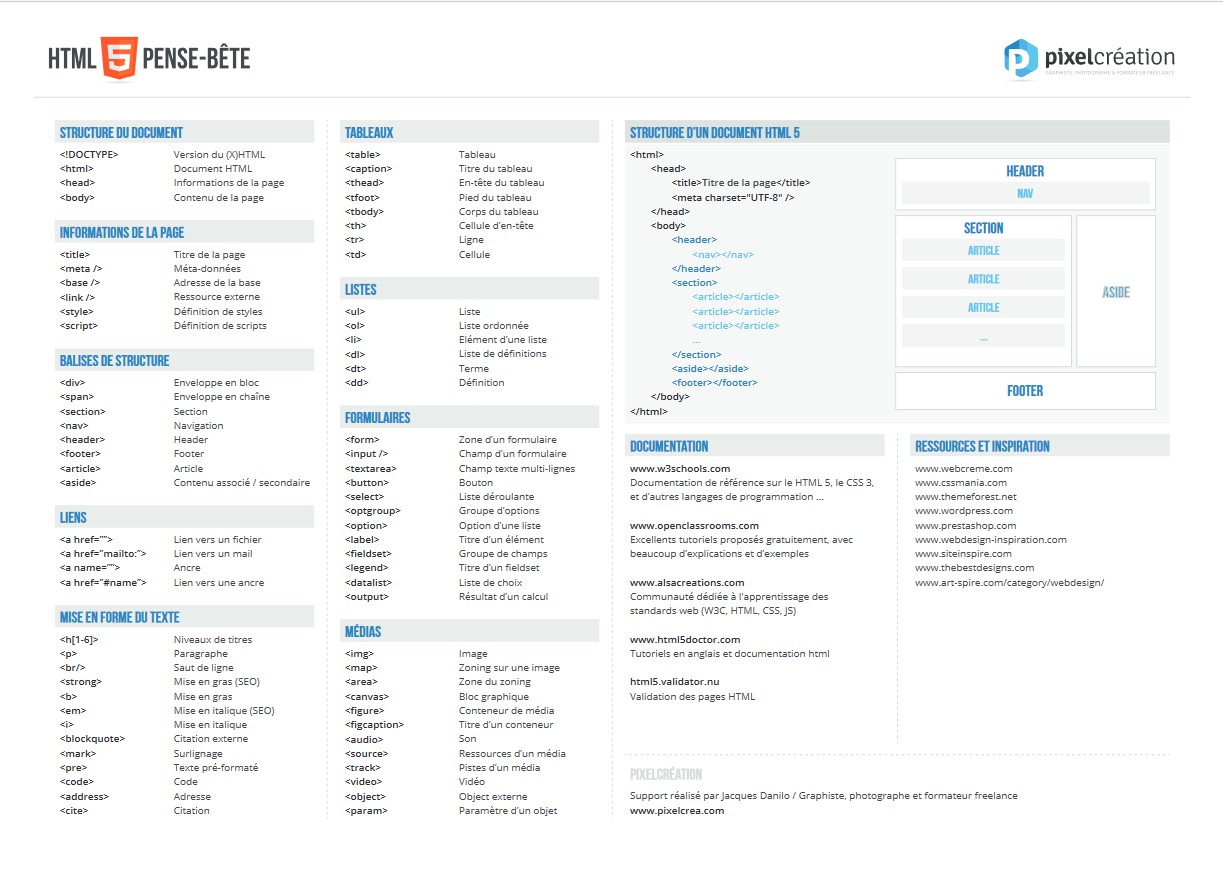 HTML 5 PENSE-BÊTE
pixelcréation
GRAPHISTE, PHOTOGRAPHE & FORMATEUR FREELANCE
STRUCTURE DU DOCUMENT
<!DOCTYPE> Version du (X)HTML
<html> Document HTML
<head> Informations de la page
<body> Contenu de la page
INFORMATIONS DE LA PAGE
<title> Titre de la page
<meta /> Méta-données
<base /> Adresse de la base
<link /> Ressource externe
<style> Définition de styles
<script> Définition de scripts
BALISES DE STRUCTURE
<div> Enveloppe en bloc
<span> Enveloppe en chaîne
<section> Section
<nav> Navigation
<header> Header
<footer> Footer
<article> Article
<aside> Contenu associé / secondaire
LIENS
<a href=""> Lien vers un fichier
<a href="mailto:"> Lien vers un mail
<a name=""> Ancre
<a href="#name"> Lien vers une ancre
MISE EN FORME DU TEXTE
<h[1-6]> Niveaux de titres
<p> Paragraphe
<br/> Saut de ligne
<strong> Mise en gras (SEO)
<b> Mise en gras
<em> Mise en italique (SEO)
<i> Mise en italique
<blockquote> Citation externe
<mark> Surlignage
<pre> Texte pré-formaté
<code> Code
<address> Adresse
<cite> Citation
TABLEAUX
<table> Tableau
<caption> Titre du tableau
<thead> En-tête du tableau
<tfoot> Pied du tableau
<tbody> Corps du tableau
<th> Cellule d'en-tête
<tr> Ligne
<td> Cellule
LISTES
<ul> Liste
<ol> Liste ordonnée
<li> Elément d'une liste
<dl> Liste de définitions
<dt> Terme
<dd> Définition
FORMULAIRES
<form> Zone d'un formulaire
<input /> Champ d'un formulaire
<textarea> Champ texte multi-lignes
<button> Bouton
<select> Liste déroulante
<optgroup> Groupe d'options
<option> Option d'une liste
<label> Titre d'un élément
<fieldset> Groupe de champs
<legend> Titre d'un fieldset
<datalist> Liste de choix
<output> Résultat d'un calcul
MÉDIAS
<img> Image
<map> Zoning sur une image
<area> Zone du zoning
<canvas> Bloc graphique
<figure> Conteneur de média
<figcaption> Titre d'un conteneur
<audio> Son
<source> Ressources d'un média
<track> Pistes d'un média
<video> Vidéo
<object> Object externe
<param> Paramètre d'un objet
STRUCTURE D'UN DOCUMENT HTML 5
<html>
<head>
<title>Titre de la page</title>
<meta charset="UTF-8" />
</head>
<body>
<header>
<nav></nav>
</header>
<section>
<article></article>
<article></article>
<article></article>
...
</section>
<aside></aside>
<footer></footer>
</body>
</html>
HEADER
NAV
SECTION
ARTICLE
ARTICLE
ARTICLE
...
ASIDE
FOOTER
DOCUMENTATION
www.w3schools.com
Documentation de référence sur le HTML 5, le CSS 3,
et d'autres langages de programmation ...
www.openclassrooms.com
Excellents tutoriels proposés gratuitement, avec
beaucoup d'explications et d'exemples
www.alsacreations.com
Communauté dédiée à l'apprentissage des
standards web (W3C, HTML, CSS, JS)
www.html5doctor.com
Tutoriels en anglais et documentation html
html5.validator.nu
Validation des pages HTML
RESSOURCES ET INSPIRATION
www.webcreme.com
www.cssmania.com
www.themeforest.net
www.wordpress.com
www.prestashop.com
www.webdesign-inspiration.com
www.siteinspire.com
www.thebestdesigns.com
www.art-spire.com/category/webdesign/
PIXELCRÉATION
Support réalisé par Jacques Danilo / Graphiste, photographe et formateur freelance
www.pixelcrea.com